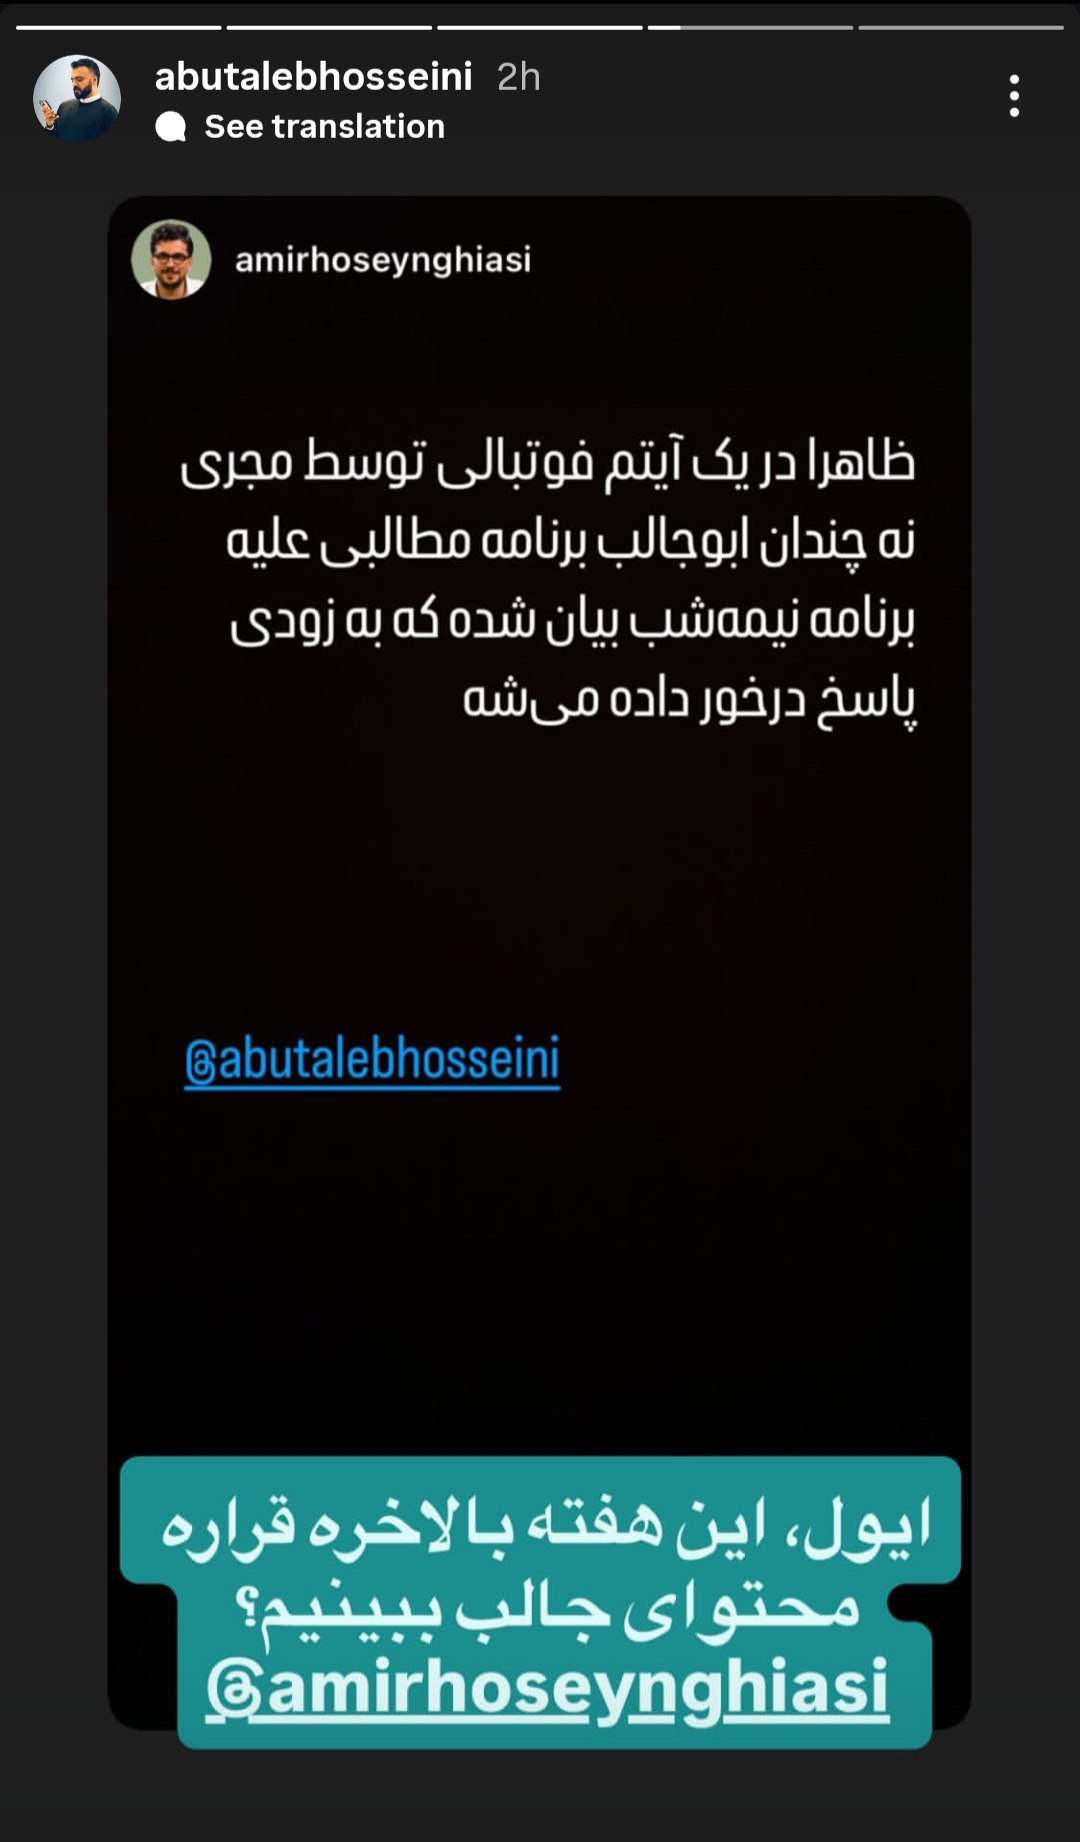 abutalebhosseini 2h
See translation
amirhoseynghiasi
ظاهرا در یک آیتم فوتبالی توسط مجری
نه چندان ابوجالب برنامه مطالبی علیه
برنامه نیمه‌شب بیان شده که به زودی
پاسخ درخور داده می‌شه
@abutalebhosseini
ایول، این هفته بالاخره قراره
محتوای جالب ببینیم؟
@amirhoseynghiasi